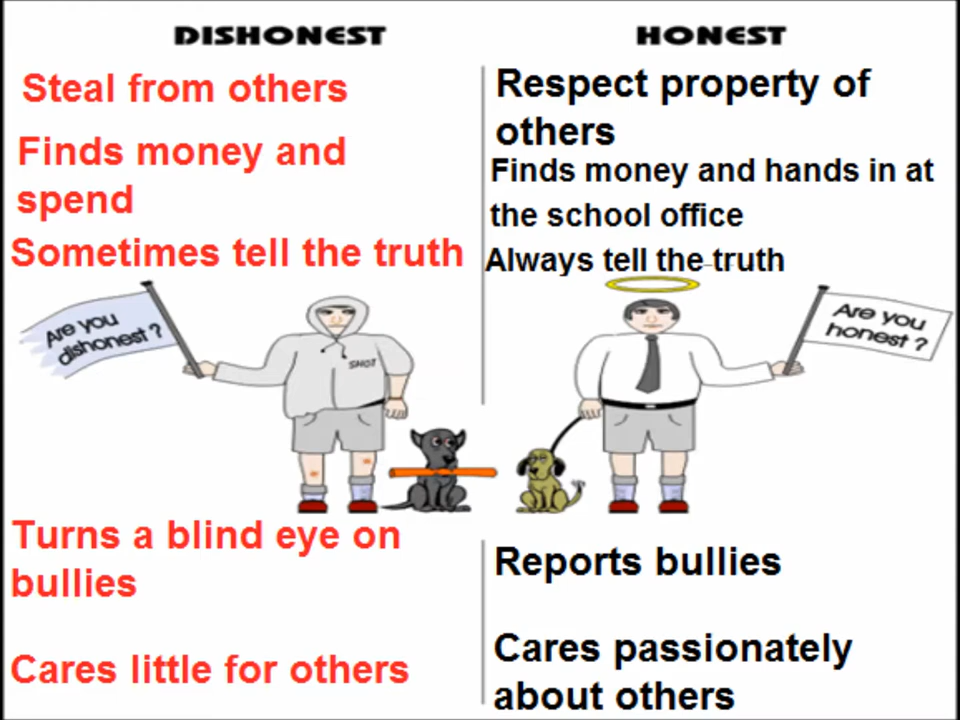 DISHONEST
HONEST
Steal from others
Finds money and
spend
Sometimes tell the truth
Respect property of
others
Finds money and hands in at
the school office
Always tell the truth
Are you
dishonest ?
SHOT
Are you
honest ?
Turns a blind eye on
bullies
Cares little for others
Reports bullies
Cares passionately
about others